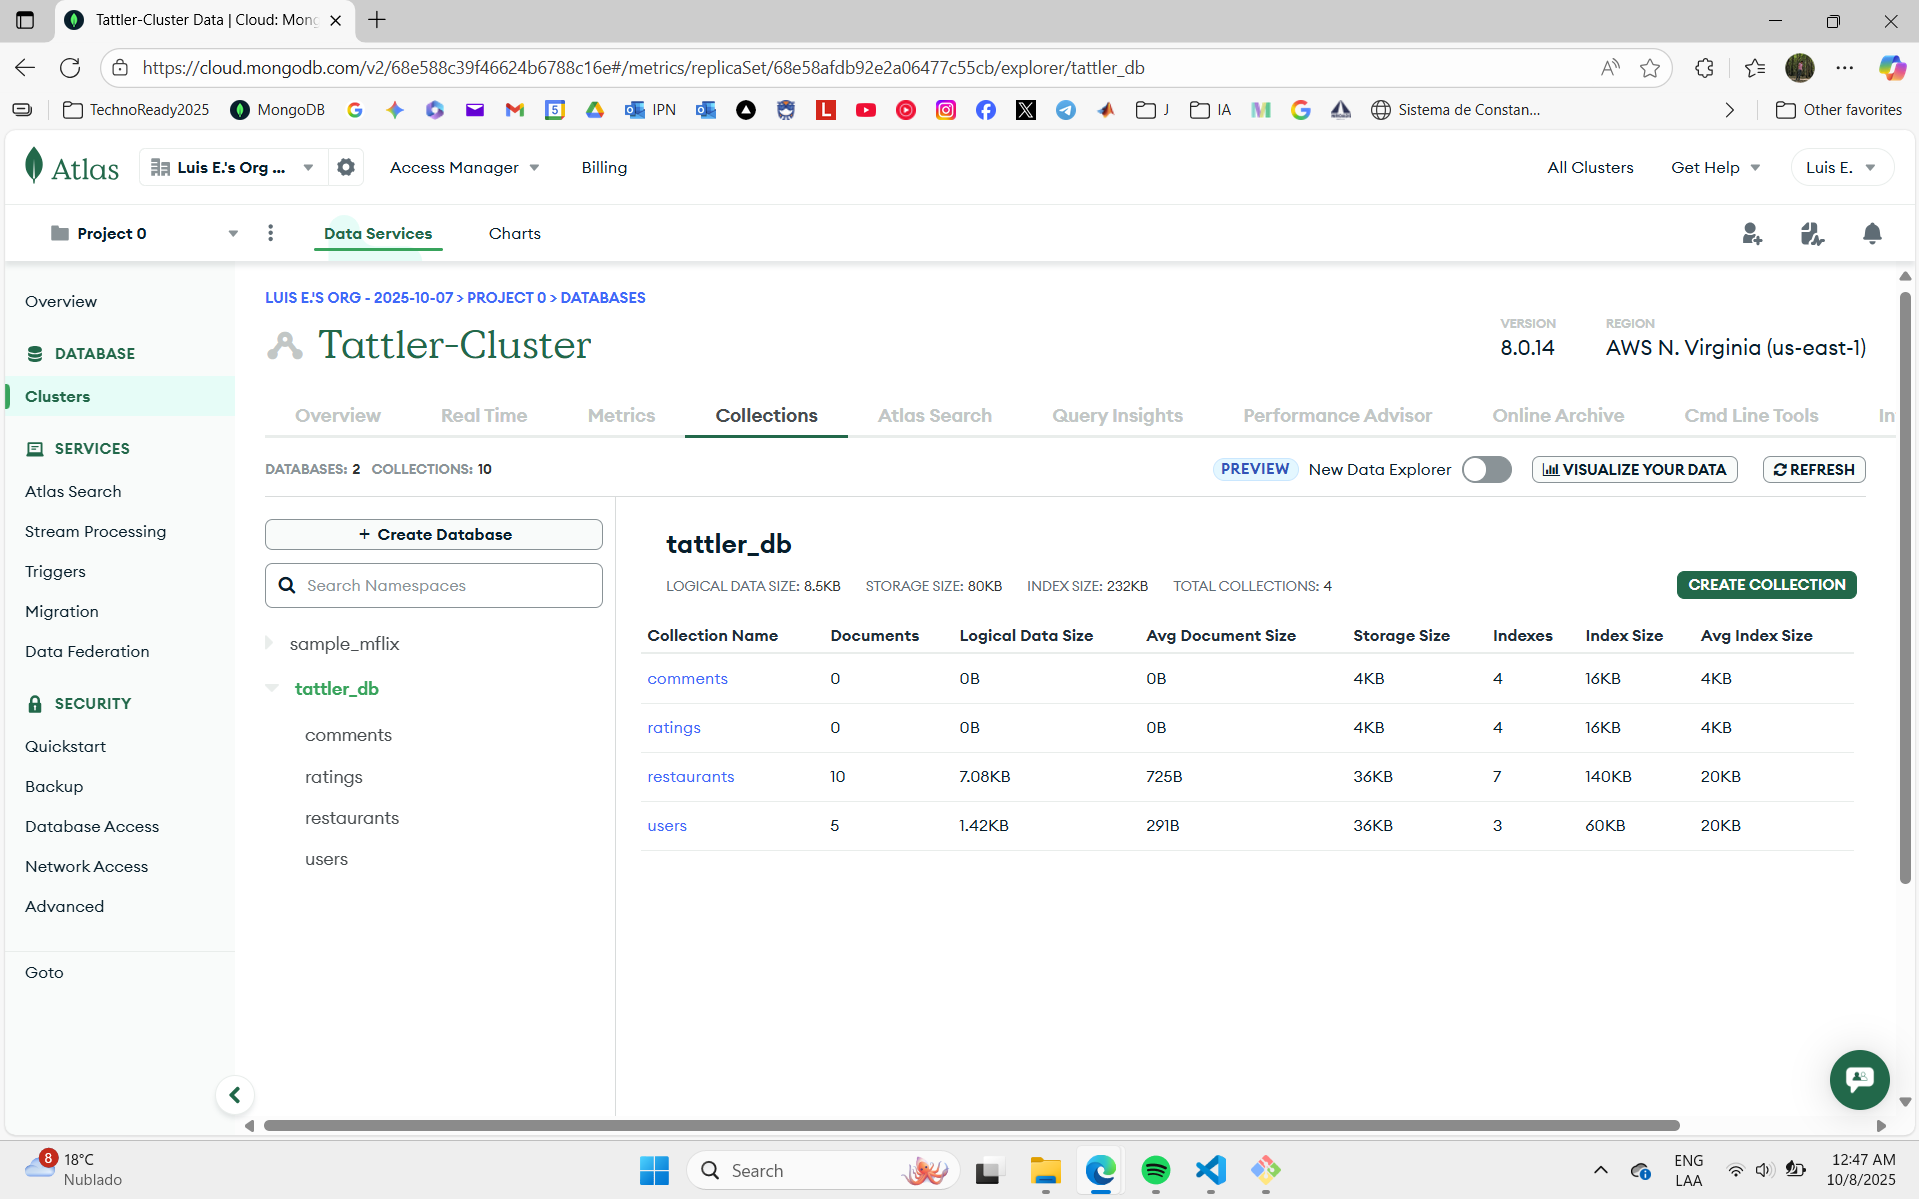 Tattler-Cluster Data | Cloud: Mong
https://cloud.mongodb.com/v2/68e588c39f46624b6788c16e#/metrics/replicaSet/68e58afdb92e2a06477c55cb/explorer/tattler_db
TechnoReady2025 MongoDB IPN J IA Sistema de Constan... Other favorites
Atlas Luis E.'s Org ... Access Manager Billing All Clusters Get Help Luis E.
Project 0 Data Services Charts
Overview
DATABASE
Clusters
SERVICES
Atlas Search
Stream Processing
Triggers
Migration
Data Federation
SECURITY
Quickstart
Backup
Database Access
Network Access
Advanced
Goto
LUIS E.'S ORG - 2025-10-07 > PROJECT 0 > DATABASES
Tattler-Cluster
VERSION
8.0.14
REGION
AWS N. Virginia (us-east-1)
Overview Real Time Metrics Collections Atlas Search Query Insights Performance Advisor Online Archive Cmd Line Tools In
DATABASES: 2 COLLECTIONS: 10 PREVIEW New Data Explorer VISUALIZE YOUR DATA REFRESH
+ Create Database
Search Namespaces
sample_mflix
tattler_db
comments
ratings
restaurants
users
tattler_db
LOGICAL DATA SIZE: 8.5KB STORAGE SIZE: 80KB INDEX SIZE: 232KB TOTAL COLLECTIONS: 4 CREATE COLLECTION
Collection Name Documents Logical Data Size Avg Document Size Storage Size Indexes Index Size Avg Index Size
comments 0 0B 0B 4KB 4 16KB 4KB
ratings 0 0B 0B 4KB 4 16KB 4KB
restaurants 10 7.08KB 725B 36KB 7 140KB 20KB
users 5 1.42KB 291B 36KB 3 60KB 20KB
8 18°C
Nublado
Search
ENG
LAA
12:47 AM
10/8/2025